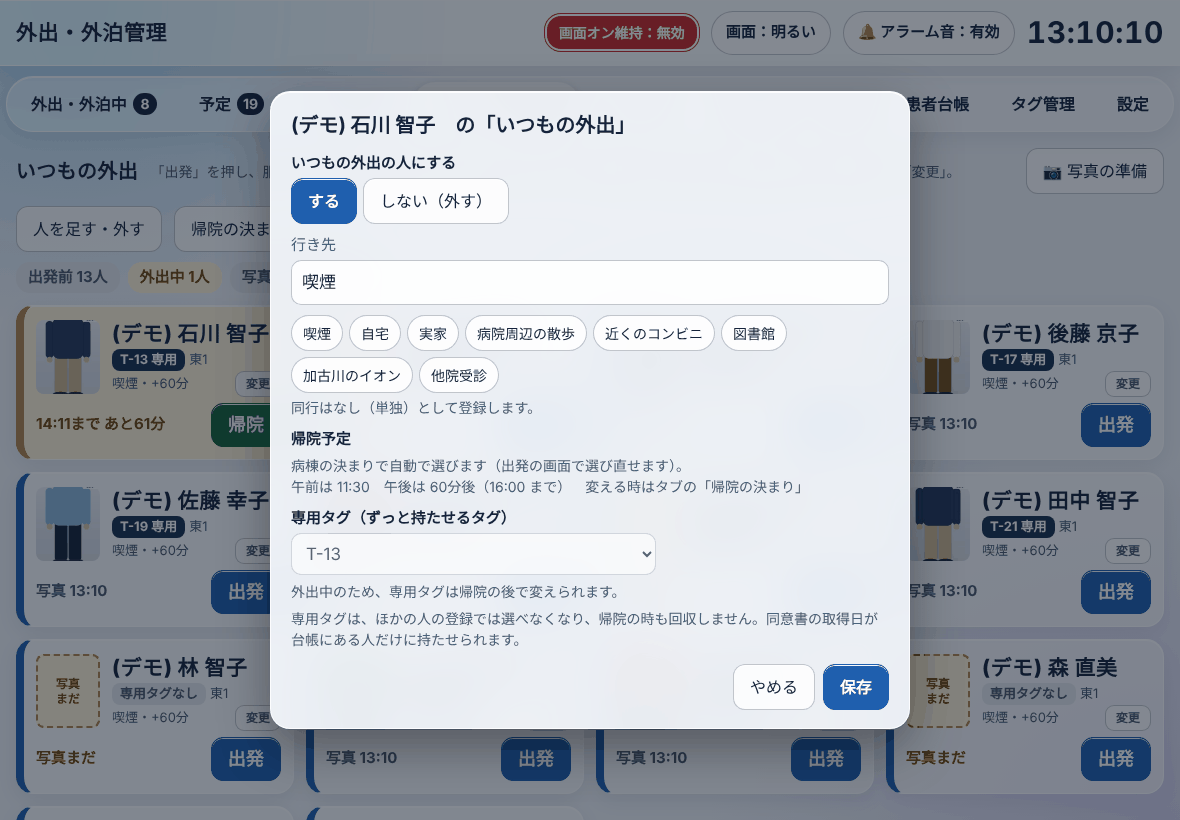 外出・外泊管理
画面オン維持：無効
画面：明るい
🔔 アラーム音：有効
13:10:10
外出・外泊中 8
予定 19
患者台帳
タグ管理
設定
いつもの外出
「出発」を押し、
変更」。
📷 写真の準備
人を足す・外す
帰院の決ま
出発前 13人
外出中 1人
写真
(デモ) 石川 智子　の「いつもの外出」
いつもの外出の人にする
する
しない（外す）
行き先
喫煙
喫煙
自宅
実家
病院周辺の散歩
近くのコンビニ
図書館
加古川のイオン
他院受診
同行はなし（単独）として登録します。
帰院予定
病棟の決まりで自動で選びます（出発の画面で選び直せます）。
午前は 11:30　午後は 60分後（16:00 まで）　変える時はタブの「帰院の決まり」
専用タグ（ずっと持たせるタグ）
T-13
外出中のため、専用タグは帰院の後で変えられます。
専用タグは、ほかの人の登録では選べなくなり、帰院の時も回収しません。同意書の取得日が
台帳にある人だけに持たせられます。
やめる
保存
(デモ) 石川 智子
T-13 専用 東1
喫煙・+60分
変更
14:11まで あと61分
帰院
(デモ) 後藤 京子
T-17 専用 東1
喫煙・+60分
変更
写真 13:10
出発
(デモ) 佐藤 幸子
T-19 専用 東1
喫煙・+60分
変更
写真 13:10
出発
(デモ) 田中 智子
T-21 専用 東1
喫煙・+60分
変更
写真 13:10
出発
写真
まだ
(デモ) 林 智子
専用タグなし 東1
喫煙・+60分
変更
写真まだ
出発
写真 13:10
出発
写真 13:10
出発
写真
まだ
(デモ) 森 直美
専用タグなし 東1
喫煙・+60分
変更
写真まだ
出発